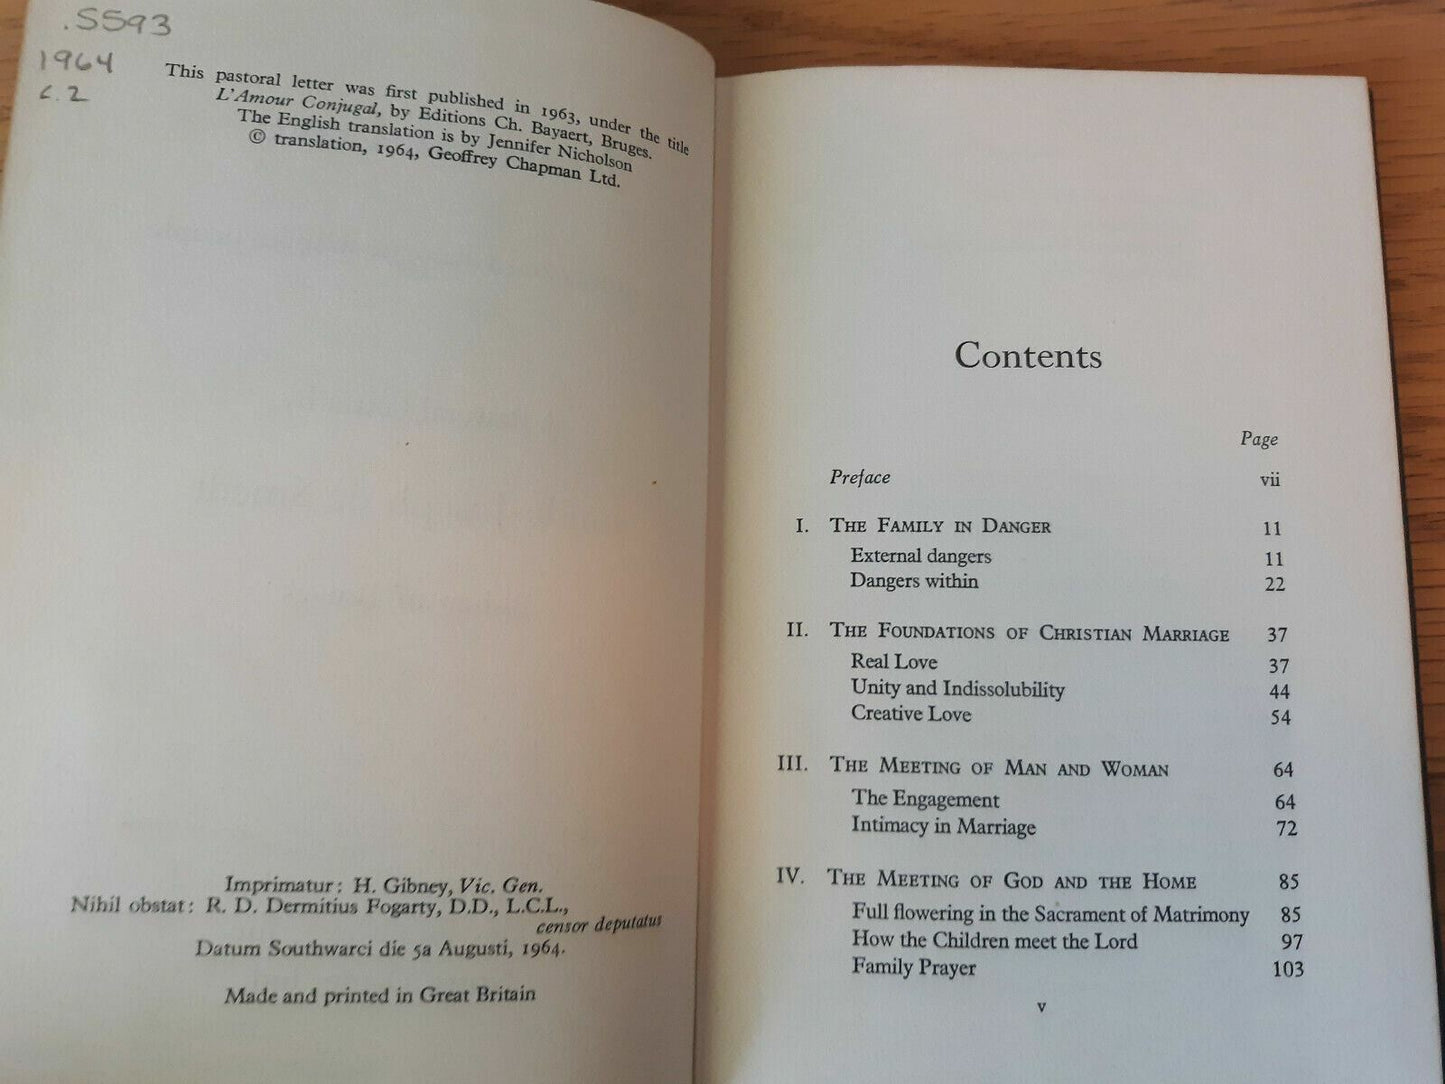 .S593
1964
c. 2
This pastoral letter was first published in 1963, under the title
L'Amour Conjugal, by Editions Ch. Bayaert, Bruges.
The English translation is by Jennifer Nicholson
© translation, 1964, Geoffrey Chapman Ltd.
Imprimatur: H. Gibney, Vic. Gen.
Nihil obstat: R. D. Dermitius Fogarty, D.D., L.C.L.,
censor deputatus
Datum Southwarci die 5a Augusti, 1964.
Made and printed in Great Britain
Contents
Page
Preface vii
I. The Family in Danger 11
External dangers 11
Dangers within 22
II. The Foundations of Christian Marriage 37
Real Love 37
Unity and Indissolubility 44
Creative Love 54
III. The Meeting of Man and Woman 64
The Engagement 64
Intimacy in Marriage 72
IV. The Meeting of God and the Home 85
Full flowering in the Sacrament of Matrimony 85
How the Children meet the Lord 97
Family Prayer 103
v